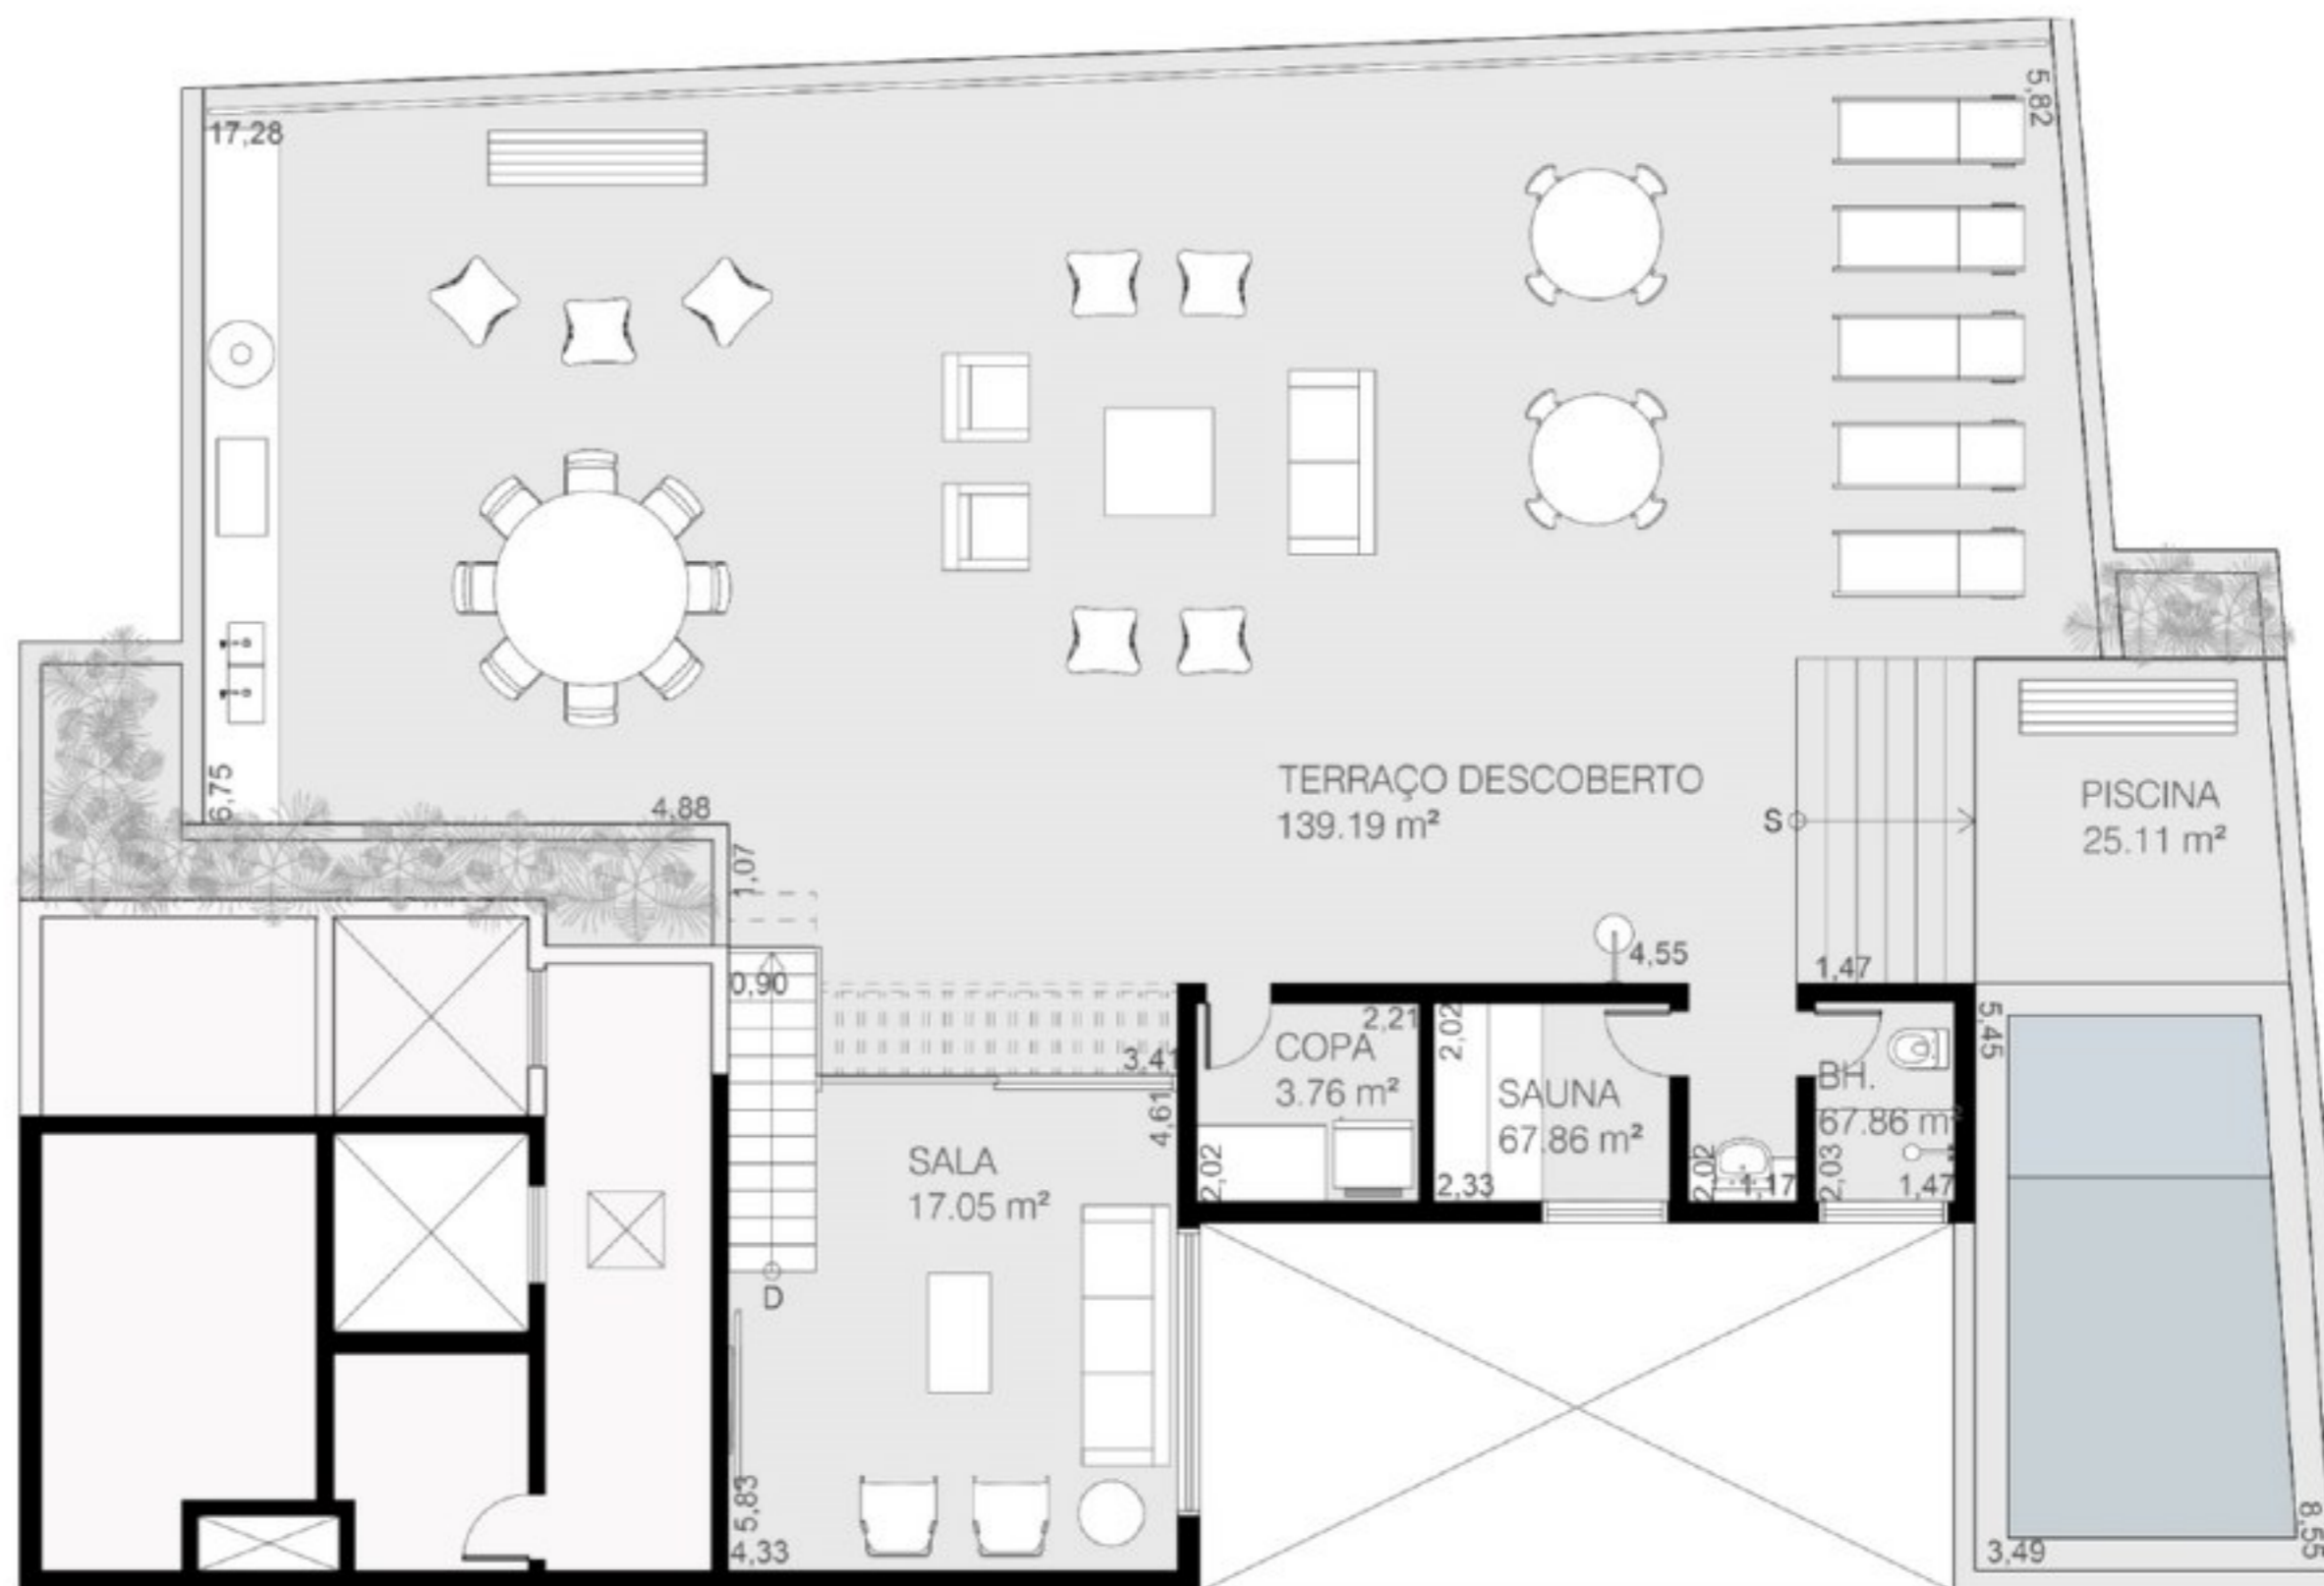 17,28
5,82
6,75
4,88
1,07
TERRAÇO DESCOBERTO
139.19 m²
S
PISCINA
25.11 m²
4,55
1,47
0,90
3,41
4,61
2,21
COPA
3.76 m²
2,02
2,02
SAUNA
67.86 m²
2,33
2,02
1,17
BH.
67.86 m²
2,03
1,47
5,45
SALA
17.05 m²
D
5,83
4,33
3,49
8,55